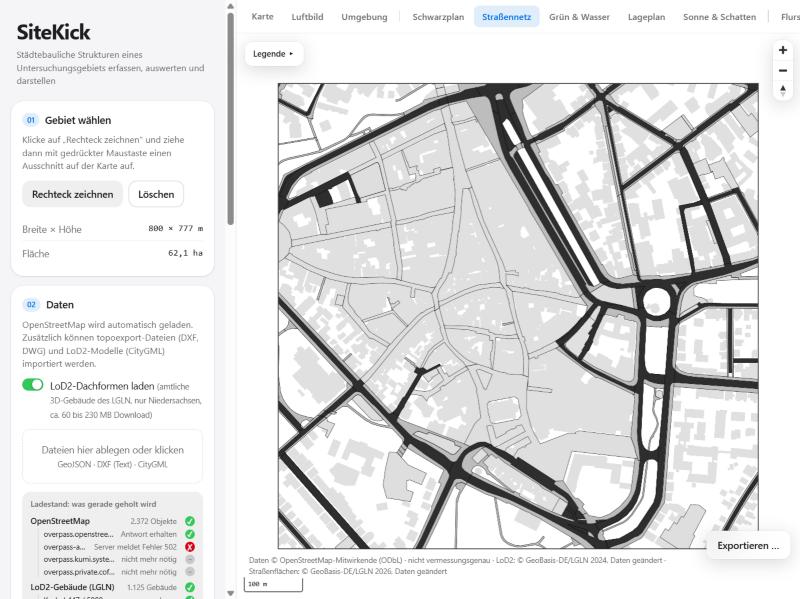 SiteKick
Städtebauliche Strukturen eines
Untersuchungsgebiets erfassen, auswerten und
darstellen
01 Gebiet wählen
Klicke auf „Rechteck zeichnen" und ziehe
dann mit gedrückter Maustaste einen
Ausschnitt auf der Karte auf.
Rechteck zeichnen Löschen
Breite × Höhe 800 × 777 m
Fläche 62,1 ha
02 Daten
OpenStreetMap wird automatisch geladen.
Zusätzlich können topoexport-Dateien (DXF,
DWG) und LoD2-Modelle (CityGML)
importiert werden.
LoD2-Dachformen laden (amtliche
3D-Gebäude des LGLN, nur Niedersachsen,
ca. 60 bis 230 MB Download)
Dateien hier ablegen oder klicken
GeoJSON · DXF (Text) · CityGML
Ladestand: was gerade geholt wird
OpenStreetMap 2.372 Objekte
overpass.openstree... Antwort erhalten
overpass-a... Server meldet Fehler 502
overpass.kumi.syste... nicht mehr nötig
overpass.private.cof... nicht mehr nötig
LoD2-Gebäude (LGLN) 1.125 Gebäude
Karte Luftbild Umgebung Schwarzplan Straßennetz Grün & Wasser Lageplan Sonne & Schatten Flurs
Legende
Exportieren ...
Daten © OpenStreetMap-Mitwirkende (ODbL) · nicht vermessungsgenau · LoD2: © GeoBasis-DE/LGLN 2024, Daten geändert ·
Straßenflächen: © GeoBasis-DE/LGLN 2026. Daten geändert
100 m